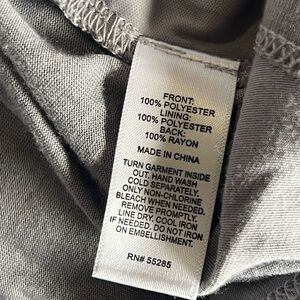 FRONT:
100% POLYESTER
LINING:
100% POLYESTER
BACK:
100% RAYON
MADE IN CHINA
TURN GARMENT INSIDE
OUT. HAND WASH
COLD SEPARATELY.
ONLY NON-CHLORINE
BLEACH WHEN NEEDED.
REMOVE PROMPTLY.
LINE DRY. COOL IRON
IF NEEDED. DO NOT IRON
ON EMBELLISHMENT.
RN# 55285